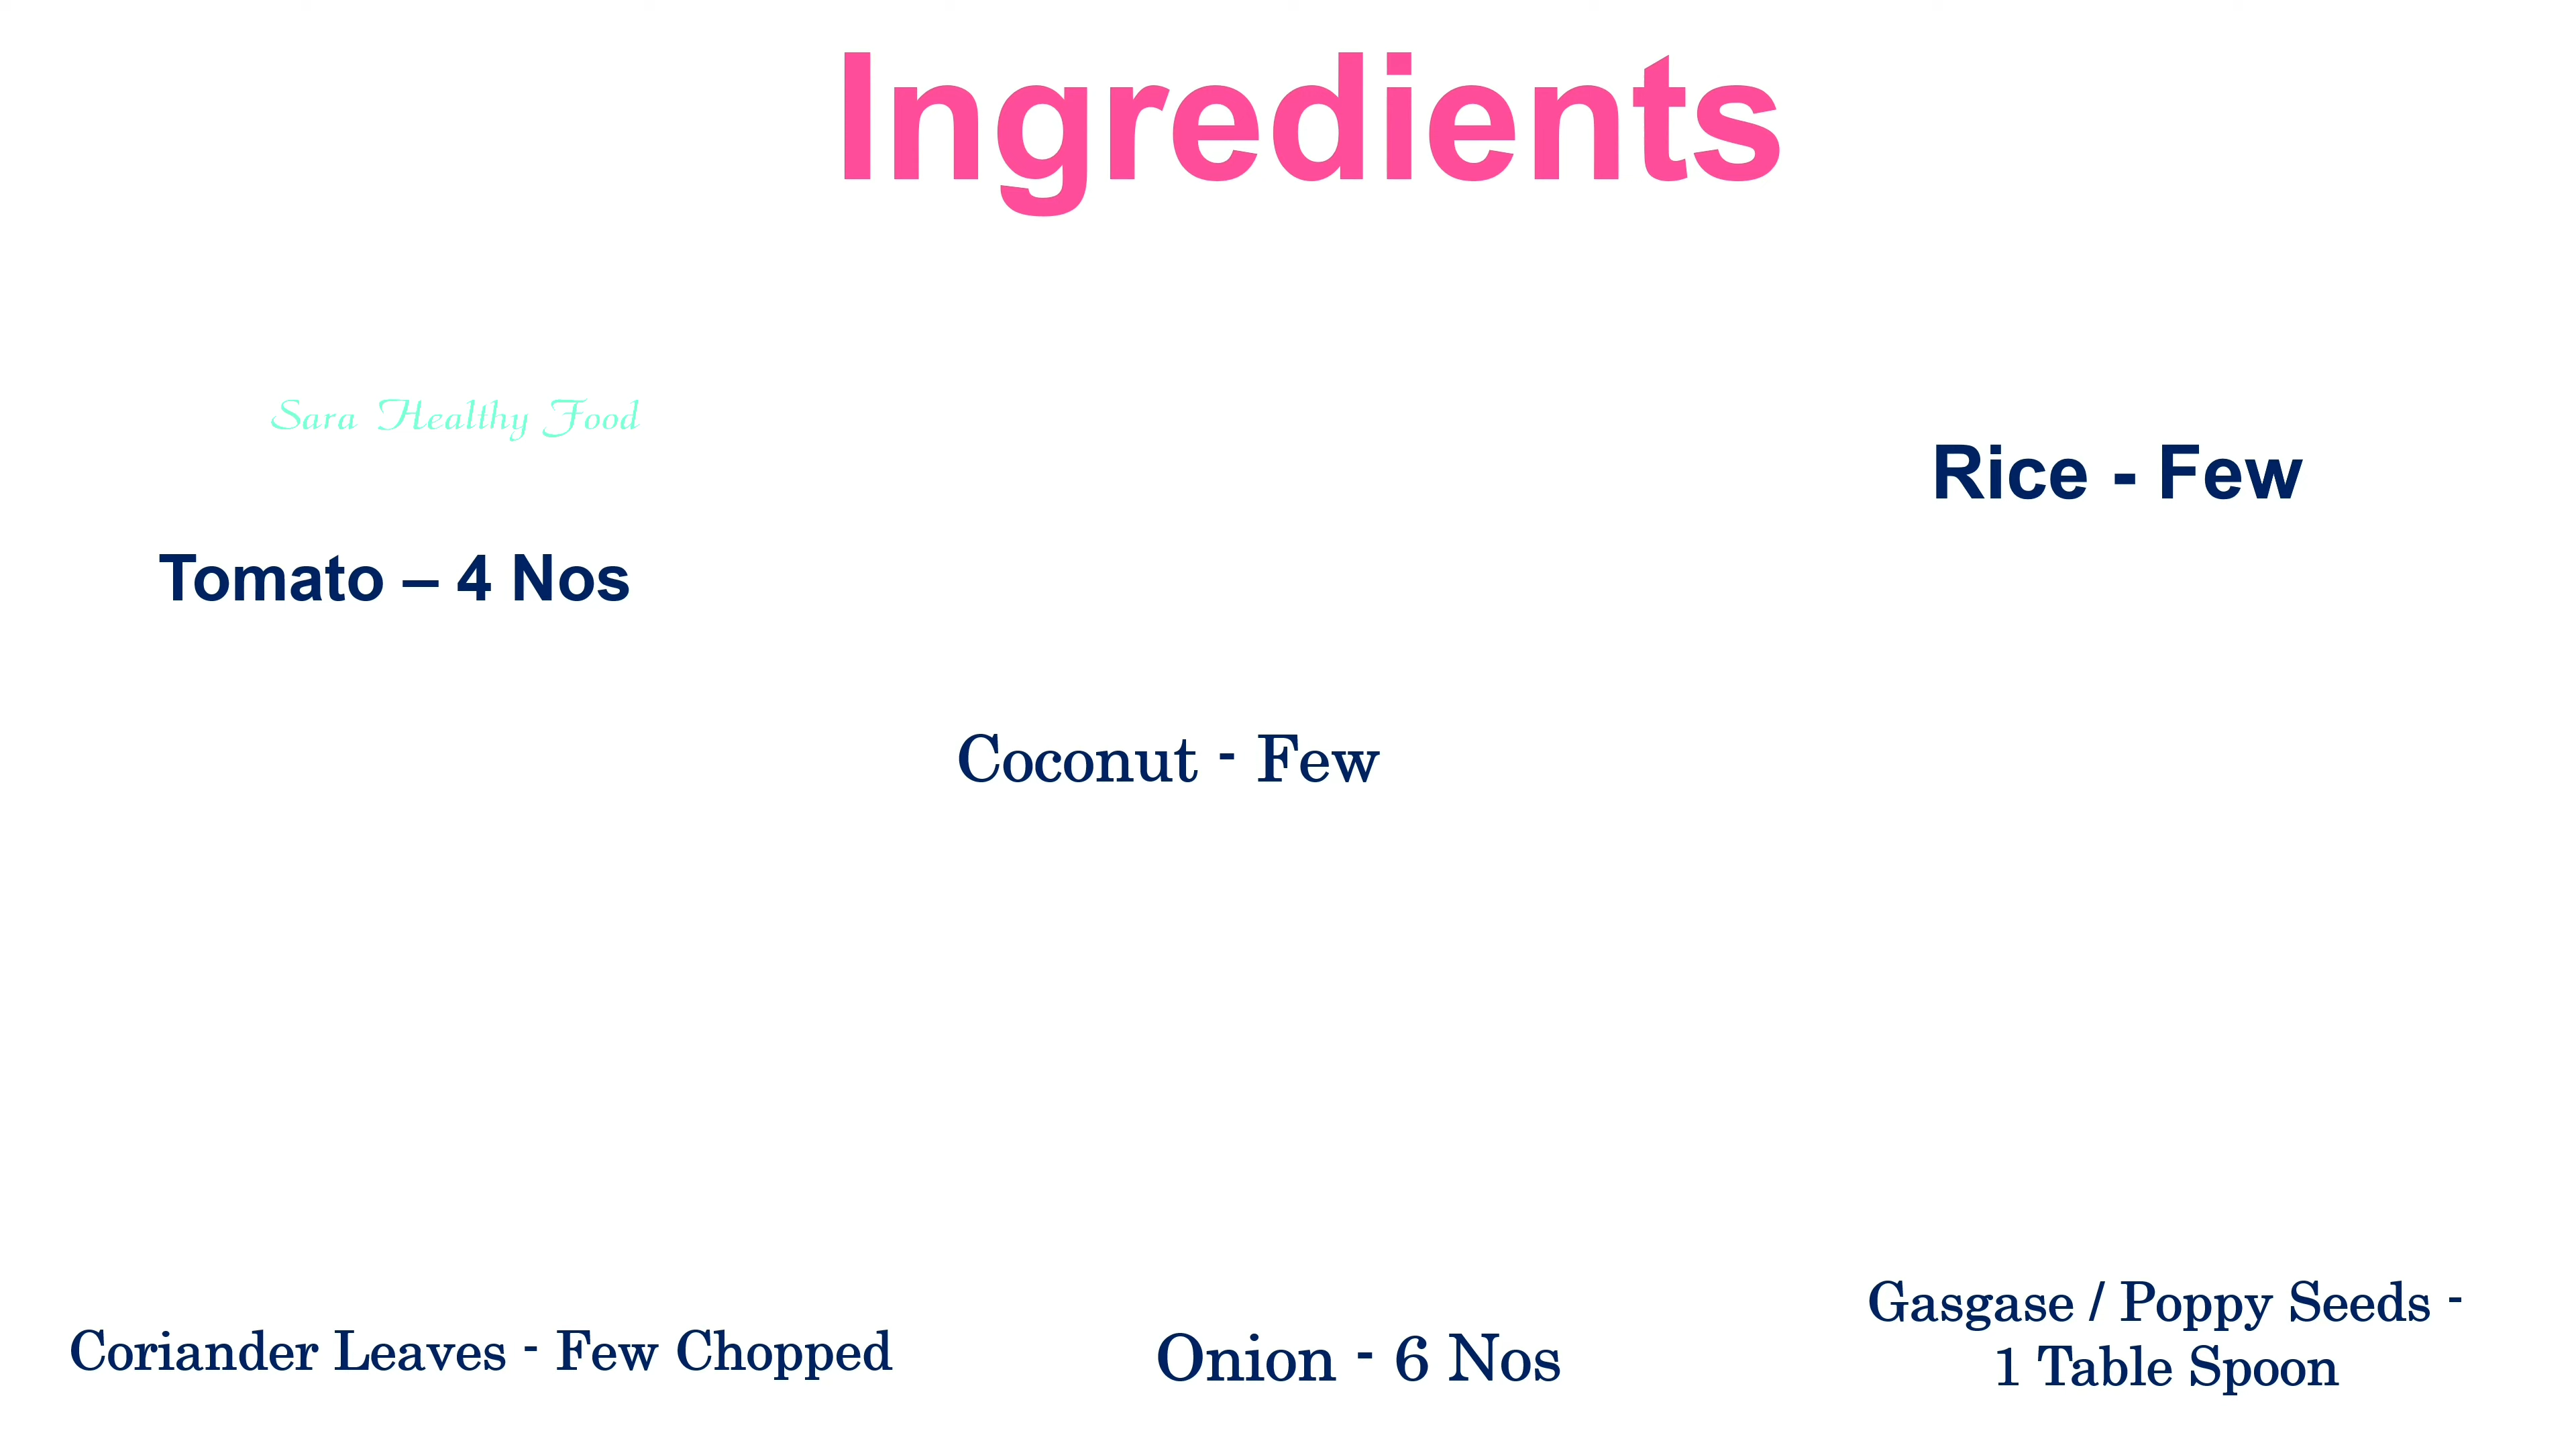 Ingredients
Sara Healthy Food
Rice - Few
Tomato – 4 Nos
Coconut - Few
Coriander Leaves - Few Chopped
Onion - 6 Nos
Gasgase / Poppy Seeds -
1 Table Spoon